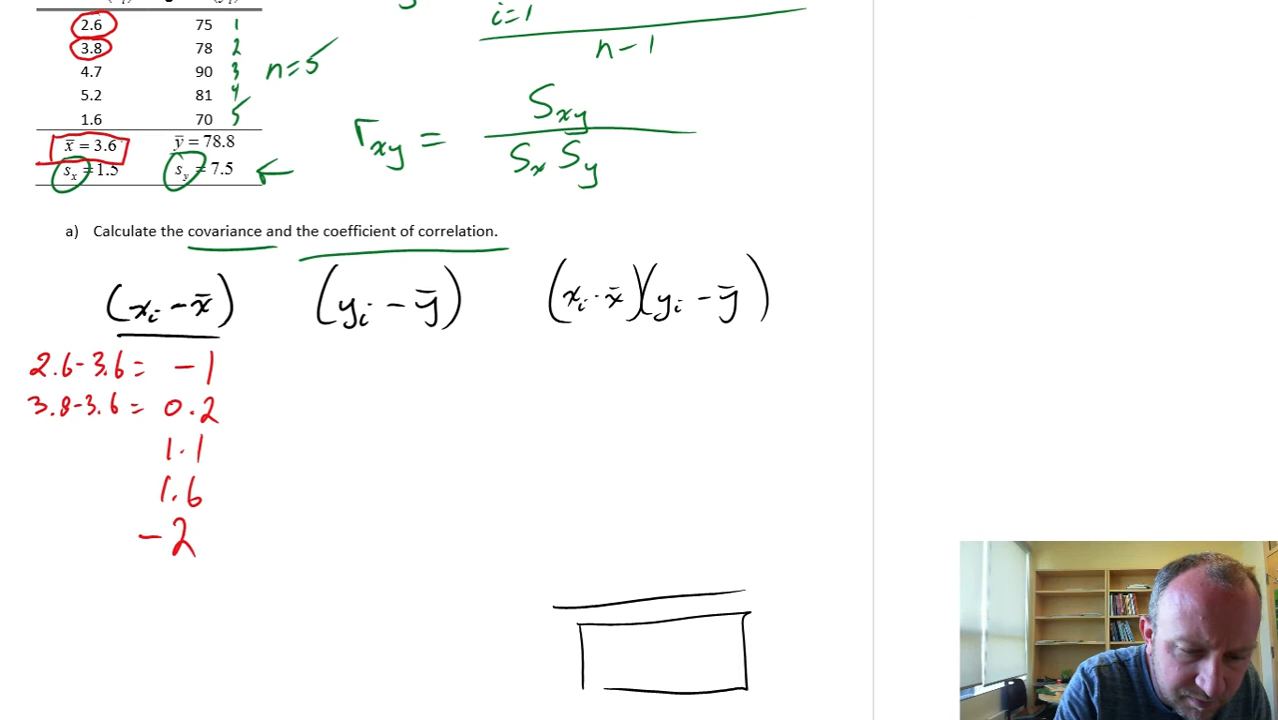 2.6 75 1
3.8 78 2
4.7 90 3
5.2 81 4
1.6 70 5
x̄ = 3.6 ȳ = 78.8
sx = 1.5 sy = 7.5
n=5
i=1
n-1
rxy = Sxy
Sx Sy
a) Calculate the covariance and the coefficient of correlation.
(xi - x̄) (yi - ȳ) (xi - x̄)(yi - ȳ)
2.6-3.6 = -1
3.8-3.6 = 0.2
1.1
1.6
-2